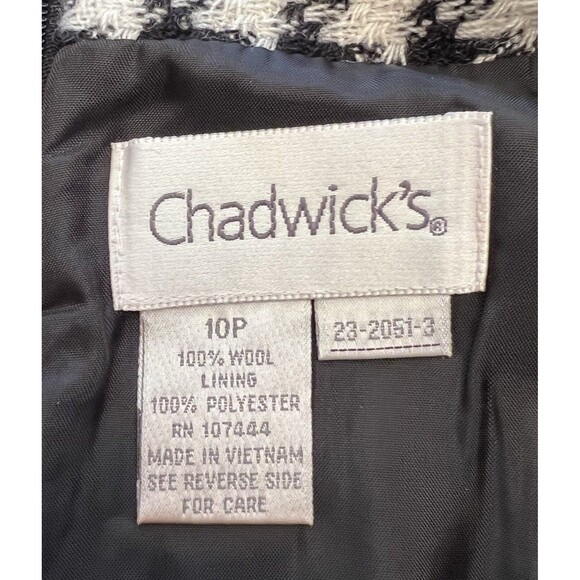 Chadwick's®
10P
100% WOOL
LINING
100% POLYESTER
RN 107444
MADE IN VIETNAM
SEE REVERSE SIDE
FOR CARE
23-2051-3